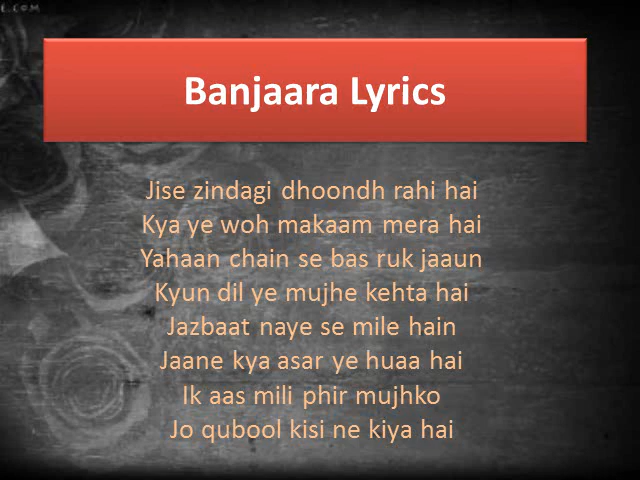 E.COM
Banjaara Lyrics
Jise zindagi dhoondh rahi hai
Kya ye woh makaam mera hai
Yahaan chain se bas ruk jaaun
Kyun dil ye mujhe kehta hai
Jazbaat naye se mile hain
Jaane kya asar ye huaa hai
Ik aas mili phir mujhko
Jo qubool kisi ne kiya hai